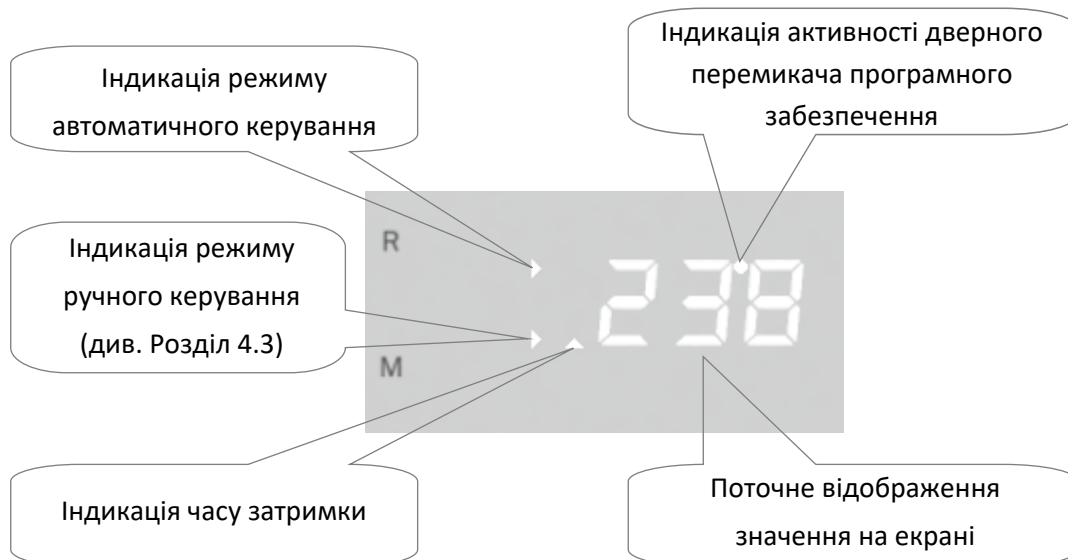 Індикація режиму
автоматичного керування
Індикація активності дверного
перемикача програмного
забезпечення
Індикація режиму
ручного керування
(див. Розділ 4.3)
R
238
M
Індикація часу затримки
Поточне відображення
значення на екрані